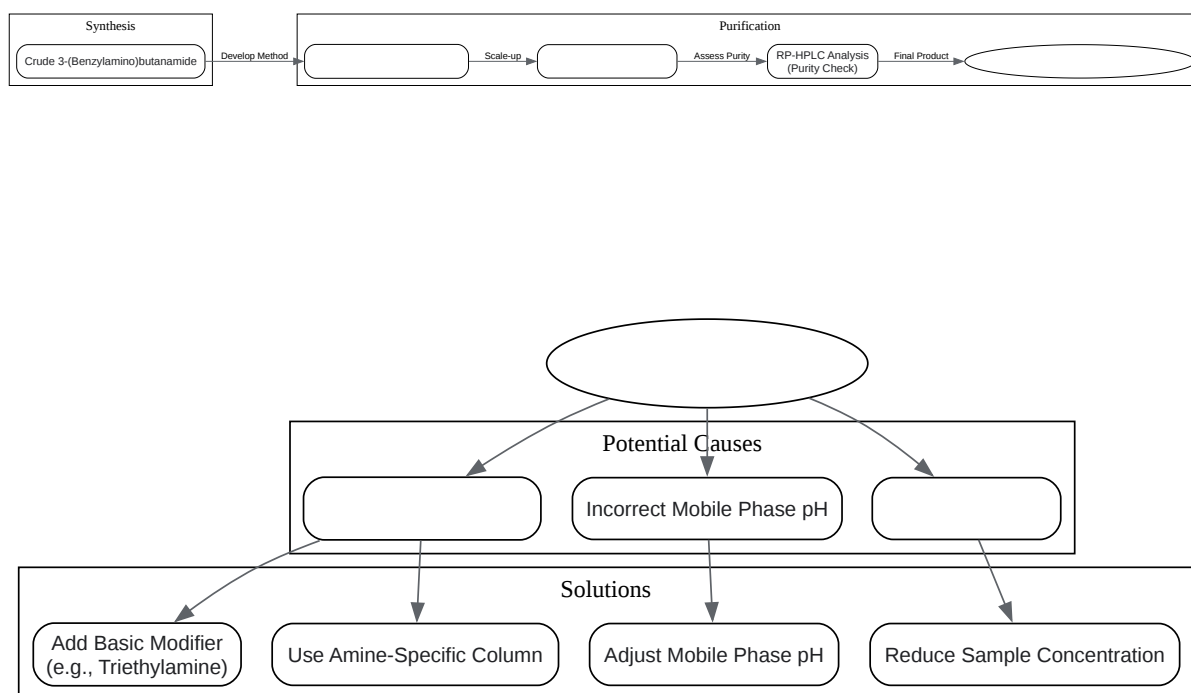 Synthesis
Purification
Crude 3-(Benzylamino)butanamide
Develop Method
Scale-up
Assess Purity
RP-HPLC Analysis
(Purity Check)
Final Product
Potential Causes
Incorrect Mobile Phase pH
Solutions
Add Basic Modifier
(e.g., Triethylamine)
Use Amine-Specific Column
Adjust Mobile Phase pH
Reduce Sample Concentration